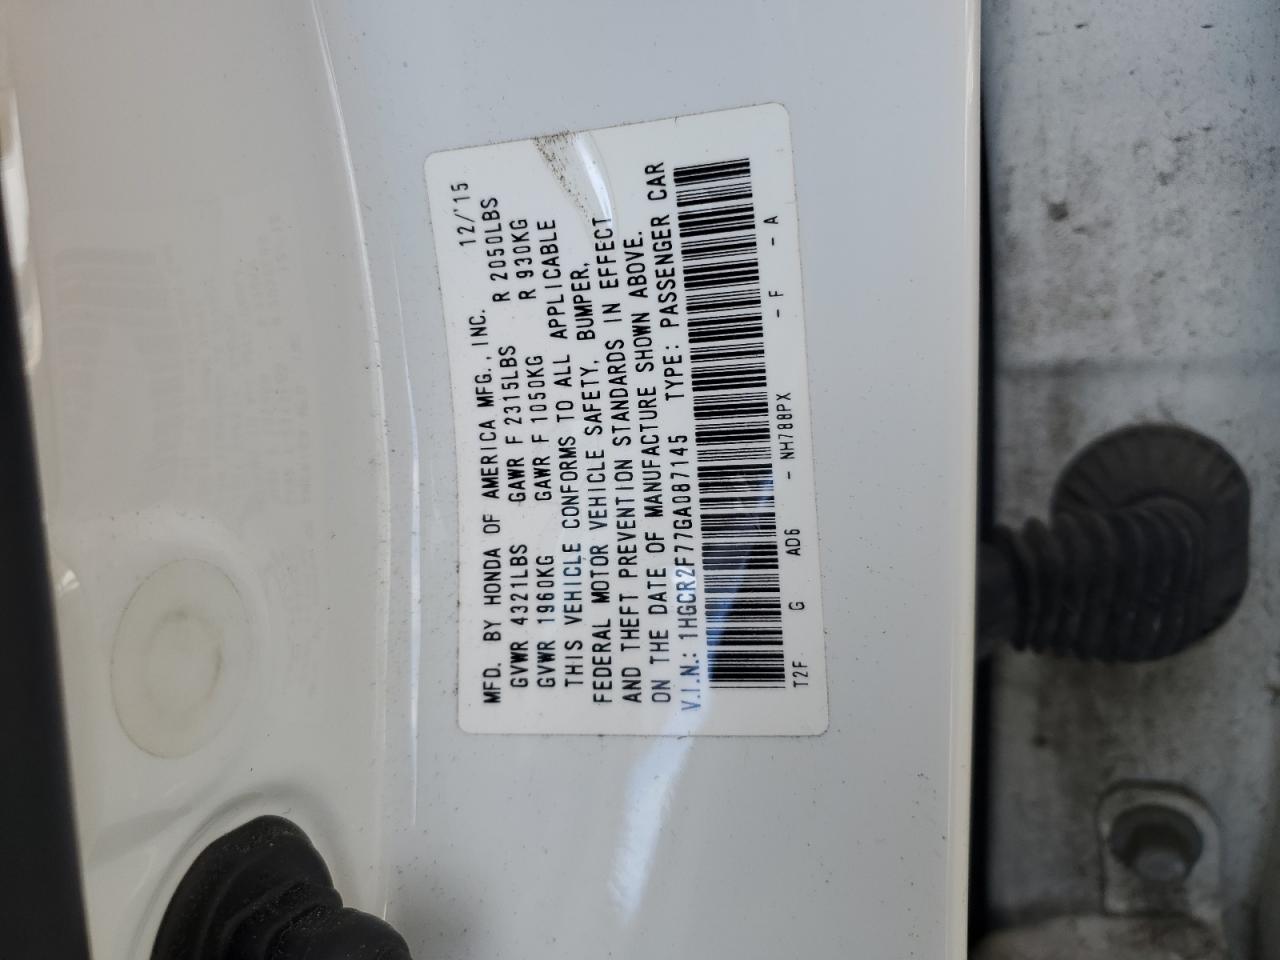 MFD. BY HONDA OF AMERICA MFG., INC. 12/'15
GVWR 4321LBS GAWR F 2315LBS R 2050LBS
GVWR 1960KG GAWR F 1050KG R 930KG
THIS VEHICLE CONFORMS TO ALL APPLICABLE
FEDERAL MOTOR VEHICLE SAFETY, BUMPER,
AND THEFT PREVENTION STANDARDS IN EFFECT
ON THE DATE OF MANUFACTURE SHOWN ABOVE.
V.I.N.: 1HGCR2F77GA087145 TYPE: PASSENGER CAR
T2F G AD6 - NH788PX - F - A